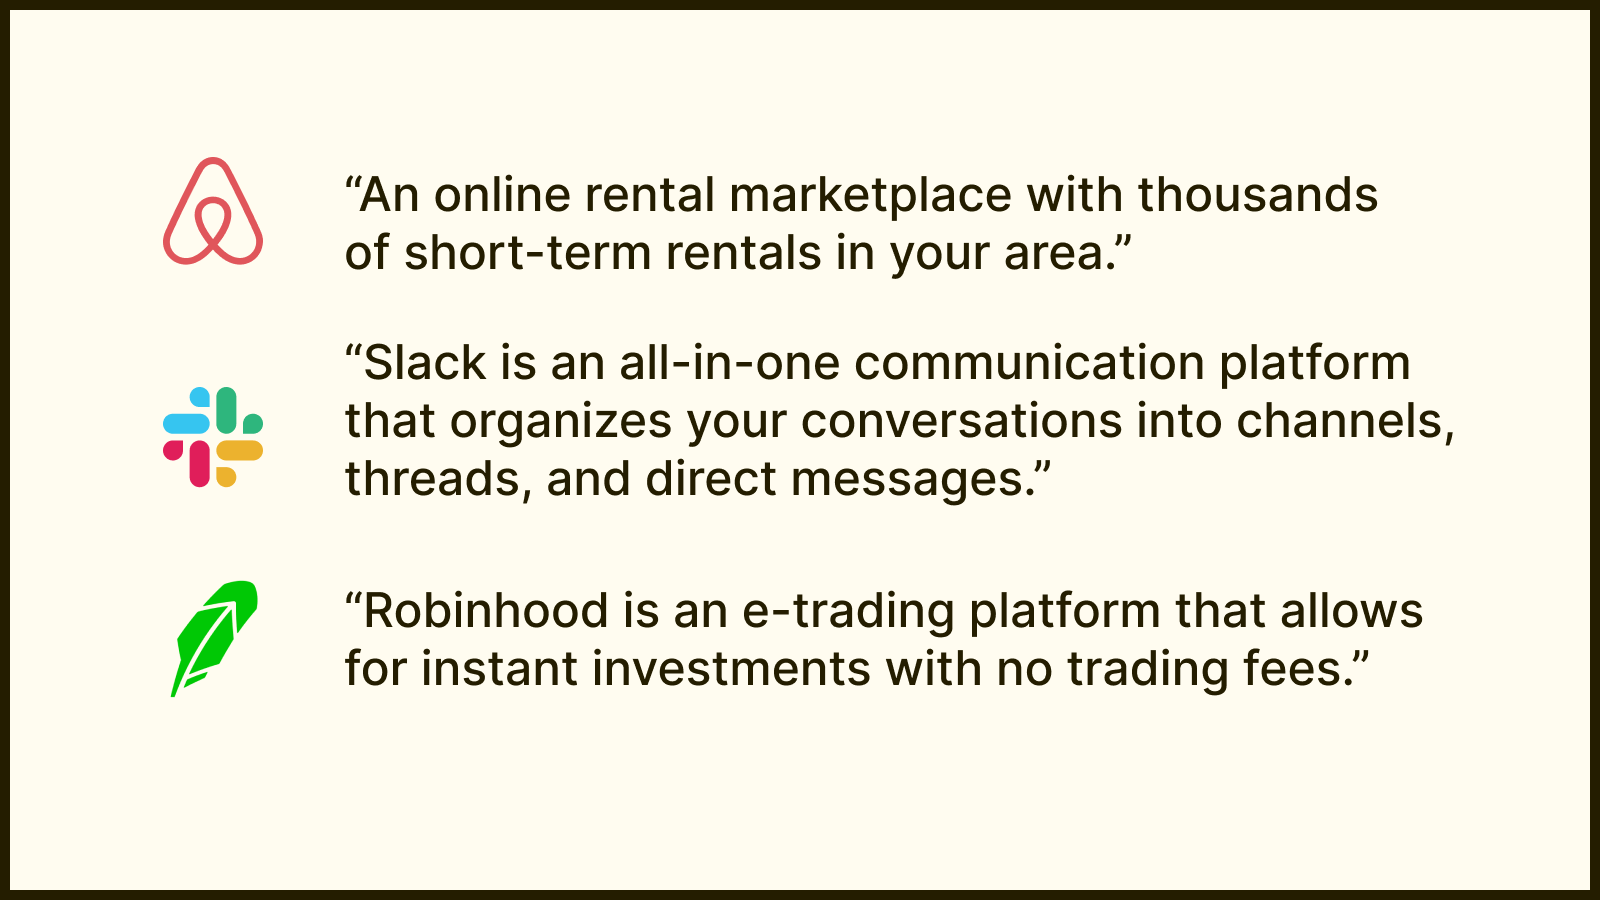 “An online rental marketplace with thousands
of short-term rentals in your area.”
“Slack is an all-in-one communication platform
that organizes your conversations into channels,
threads, and direct messages.”
“Robinhood is an e-trading platform that allows
for instant investments with no trading fees.”